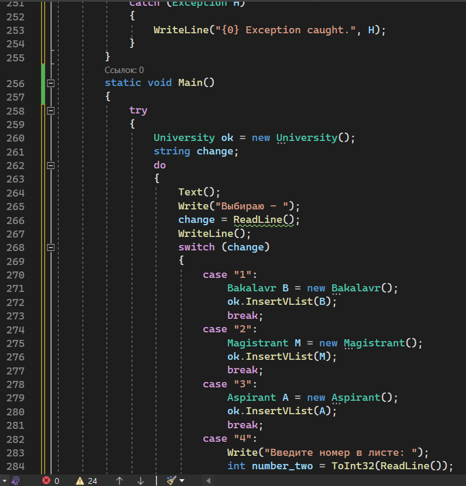 251 catch (Exception H)
252 {
253 WriteLine("{0} Exception caught.", H);
254 }
255 }
Ссылок: 0
256 static void Main()
257 {
258 try
259 {
260 University ok = new University();
261 string change;
262 do
263 {
264 Text();
265 Write("Выбираю – ");
266 change = ReadLine();
267 WriteLine();
268 switch (change)
269 {
270 case "1":
271 Bakalavr B = new Bakalavr();
272 ok.InsertVList(B);
273 break;
274 case "2":
275 Magistrant M = new Magistrant();
276 ok.InsertVList(M);
277 break;
278 case "3":
279 Aspirant A = new Aspirant();
280 ok.InsertVList(A);
281 break;
282 case "4":
283 Write("Введите номер в листе: ");
284 int number_two = ToInt32(ReadLine());
0 24